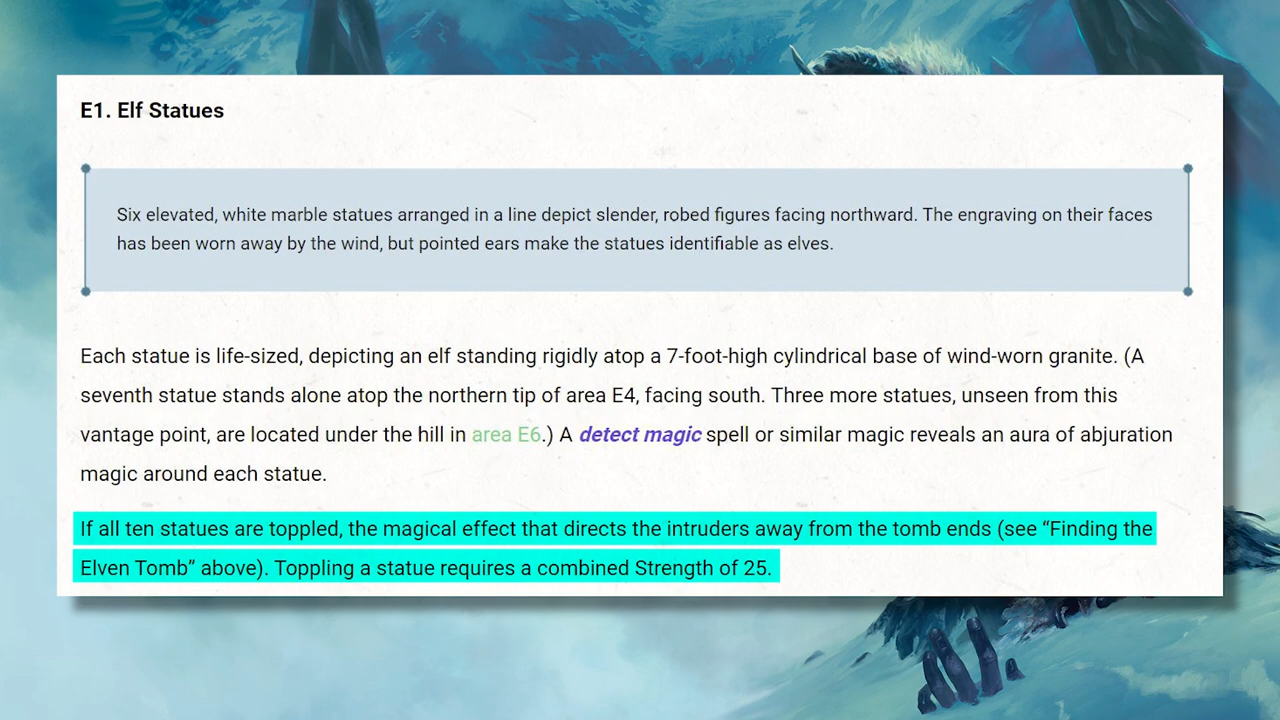 E1. Elf Statues
Six elevated, white marble statues arranged in a line depict slender, robed figures facing northward. The engraving on their faces
has been worn away by the wind, but pointed ears make the statues identifiable as elves.
Each statue is life-sized, depicting an elf standing rigidly atop a 7-foot-high cylindrical base of wind-worn granite. (A
seventh statue stands alone atop the northern tip of area E4, facing south. Three more statues, unseen from this
vantage point, are located under the hill in area E6.) A detect magic spell or similar magic reveals an aura of abjuration
magic around each statue.
If all ten statues are toppled, the magical effect that directs the intruders away from the tomb ends (see “Finding the
Elven Tomb” above). Toppling a statue requires a combined Strength of 25.